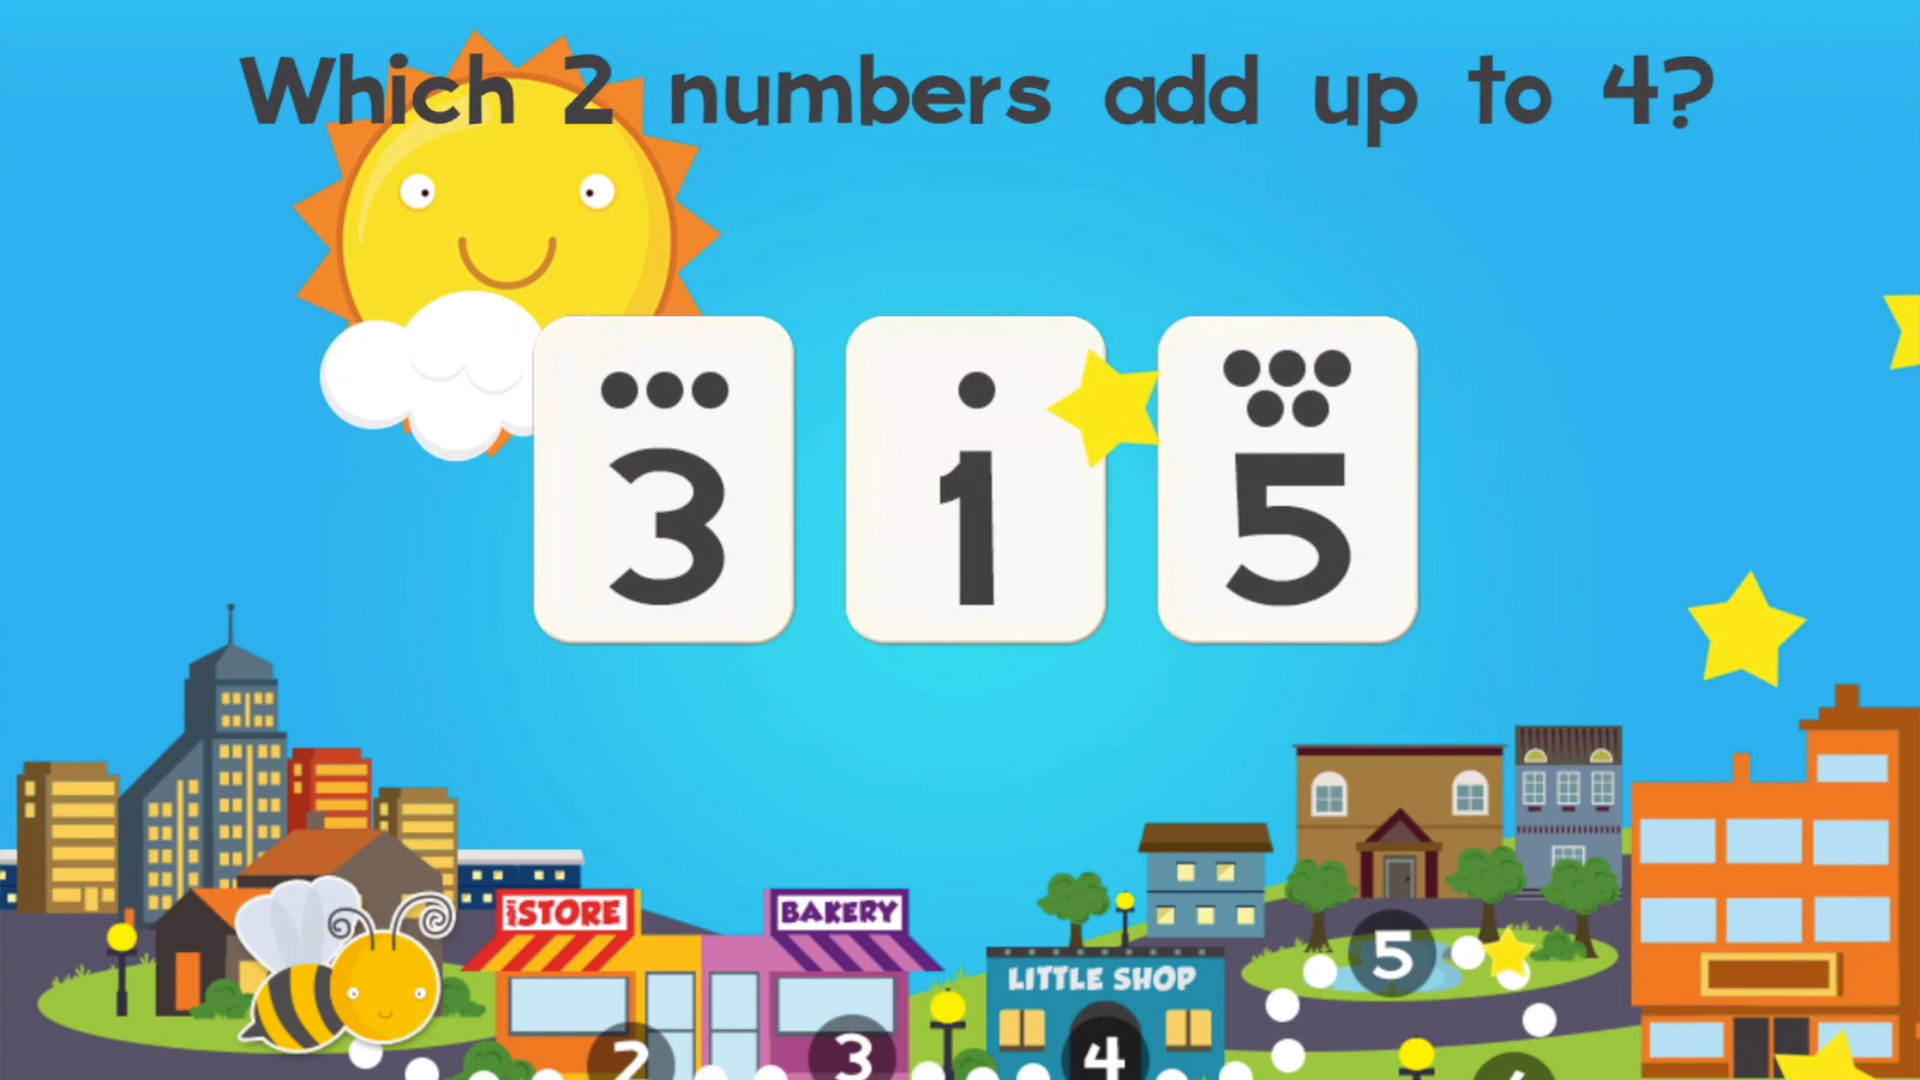 Which 2 numbers add up to 4?
3 1 5
STORE
BAKERY
LITTLE SHOP
5
2 3 4